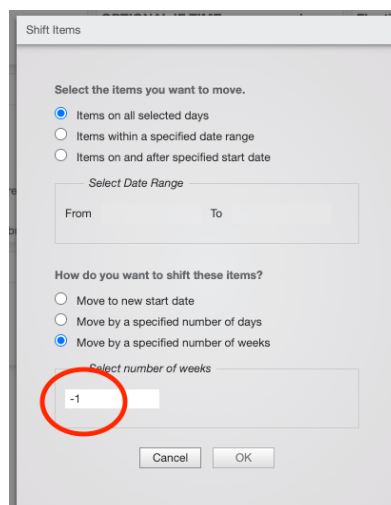 Shift Items
Select the items you want to move.
Items on all selected days
Items within a specified date range
Items on and after specified start date
Select Date Range
From To
How do you want to shift these items?
Move to new start date
Move by a specified number of days
Move by a specified number of weeks
Select number of weeks
-1
Cancel OK